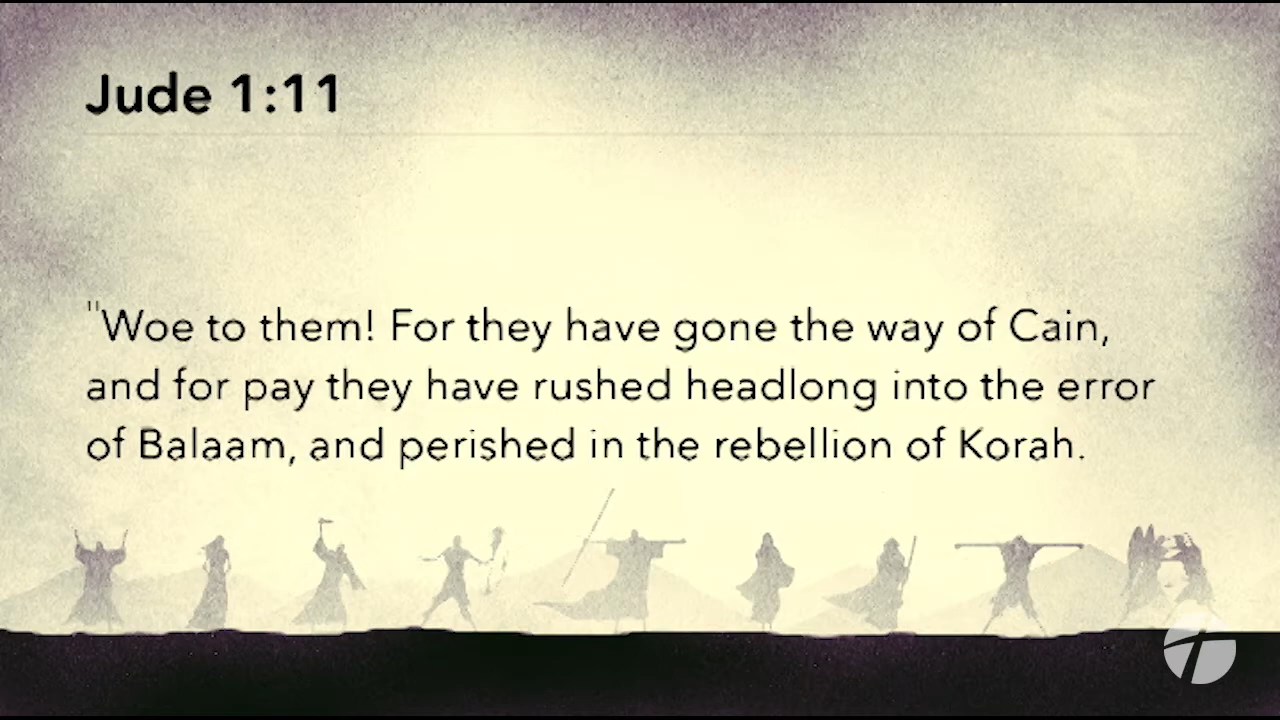 Jude 1:11
"Woe to them! For they have gone the way of Cain,
and for pay they have rushed headlong into the error
of Balaam, and perished in the rebellion of Korah.